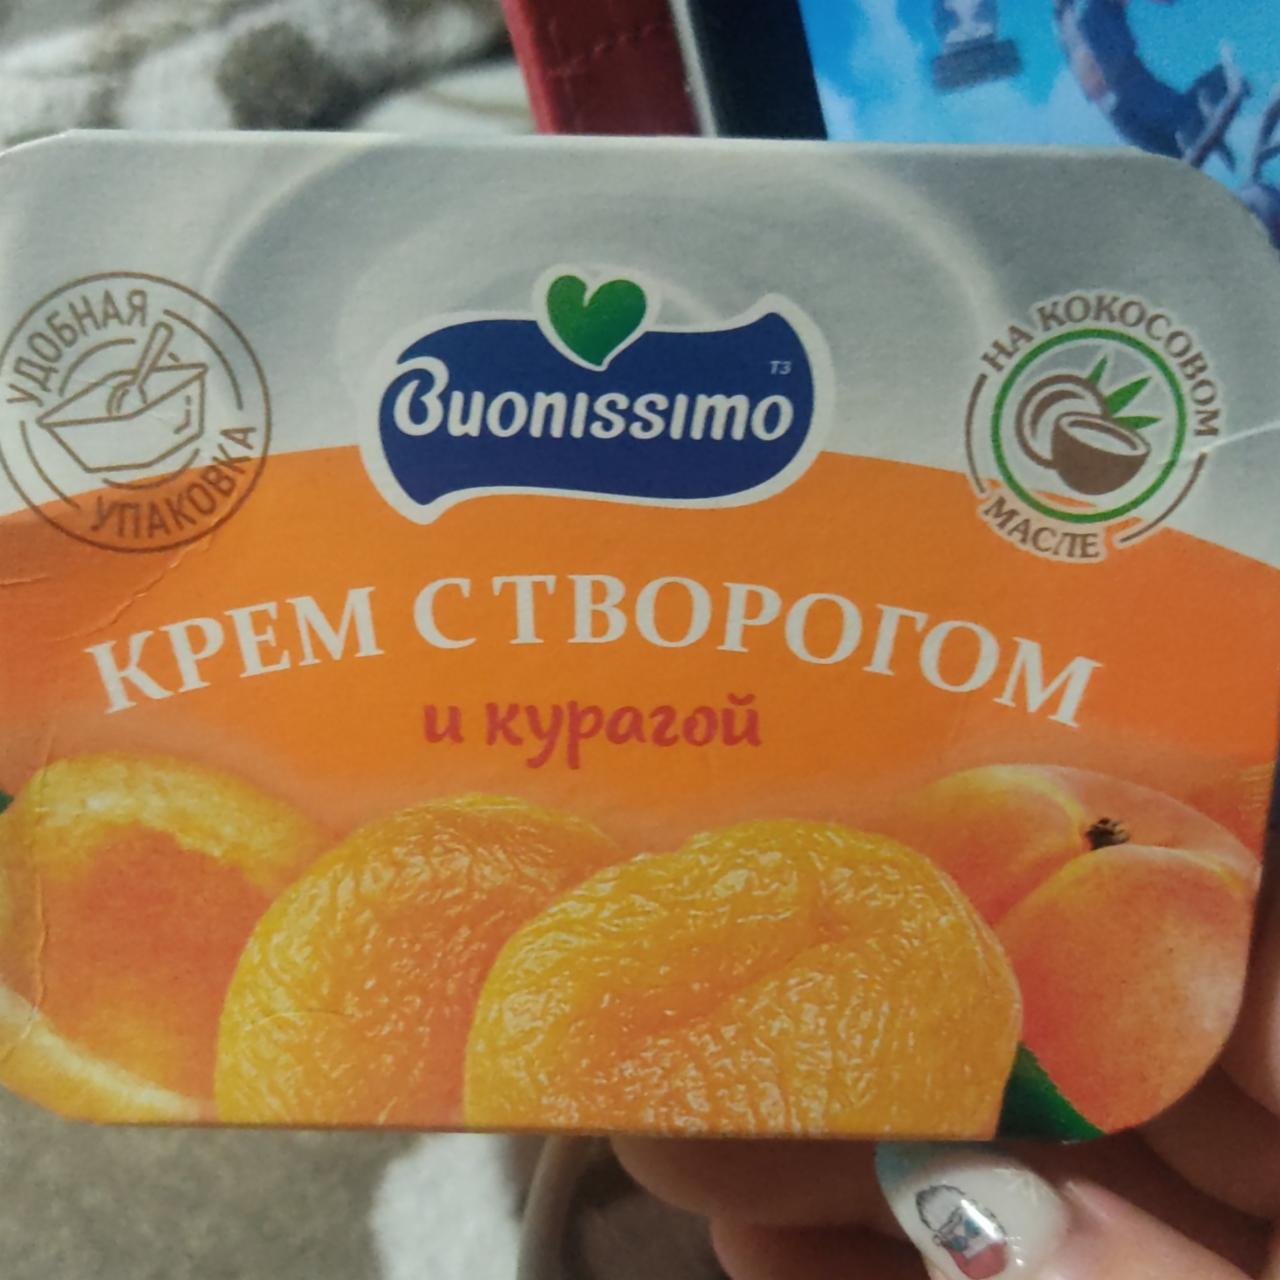 УДОБНАЯ
УПАКОВКА
Buonissimo
ТЗ
НА КОКОСОВОМ
МАСЛЕ
КРЕМ С ТВОРОГОМ
и курагой